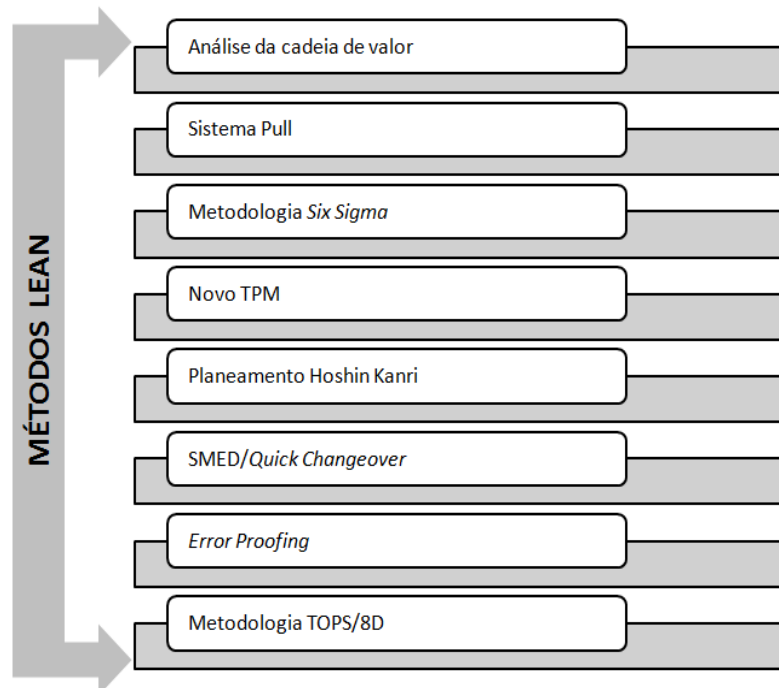 MÉTODOS LEAN
Análise da cadeia de valor
Sistema Pull
Metodologia Six Sigma
Novo TPM
Planeamento Hoshin Kanri
SMED/Quick Changeover
Error Proofing
Metodologia TOPS/8D